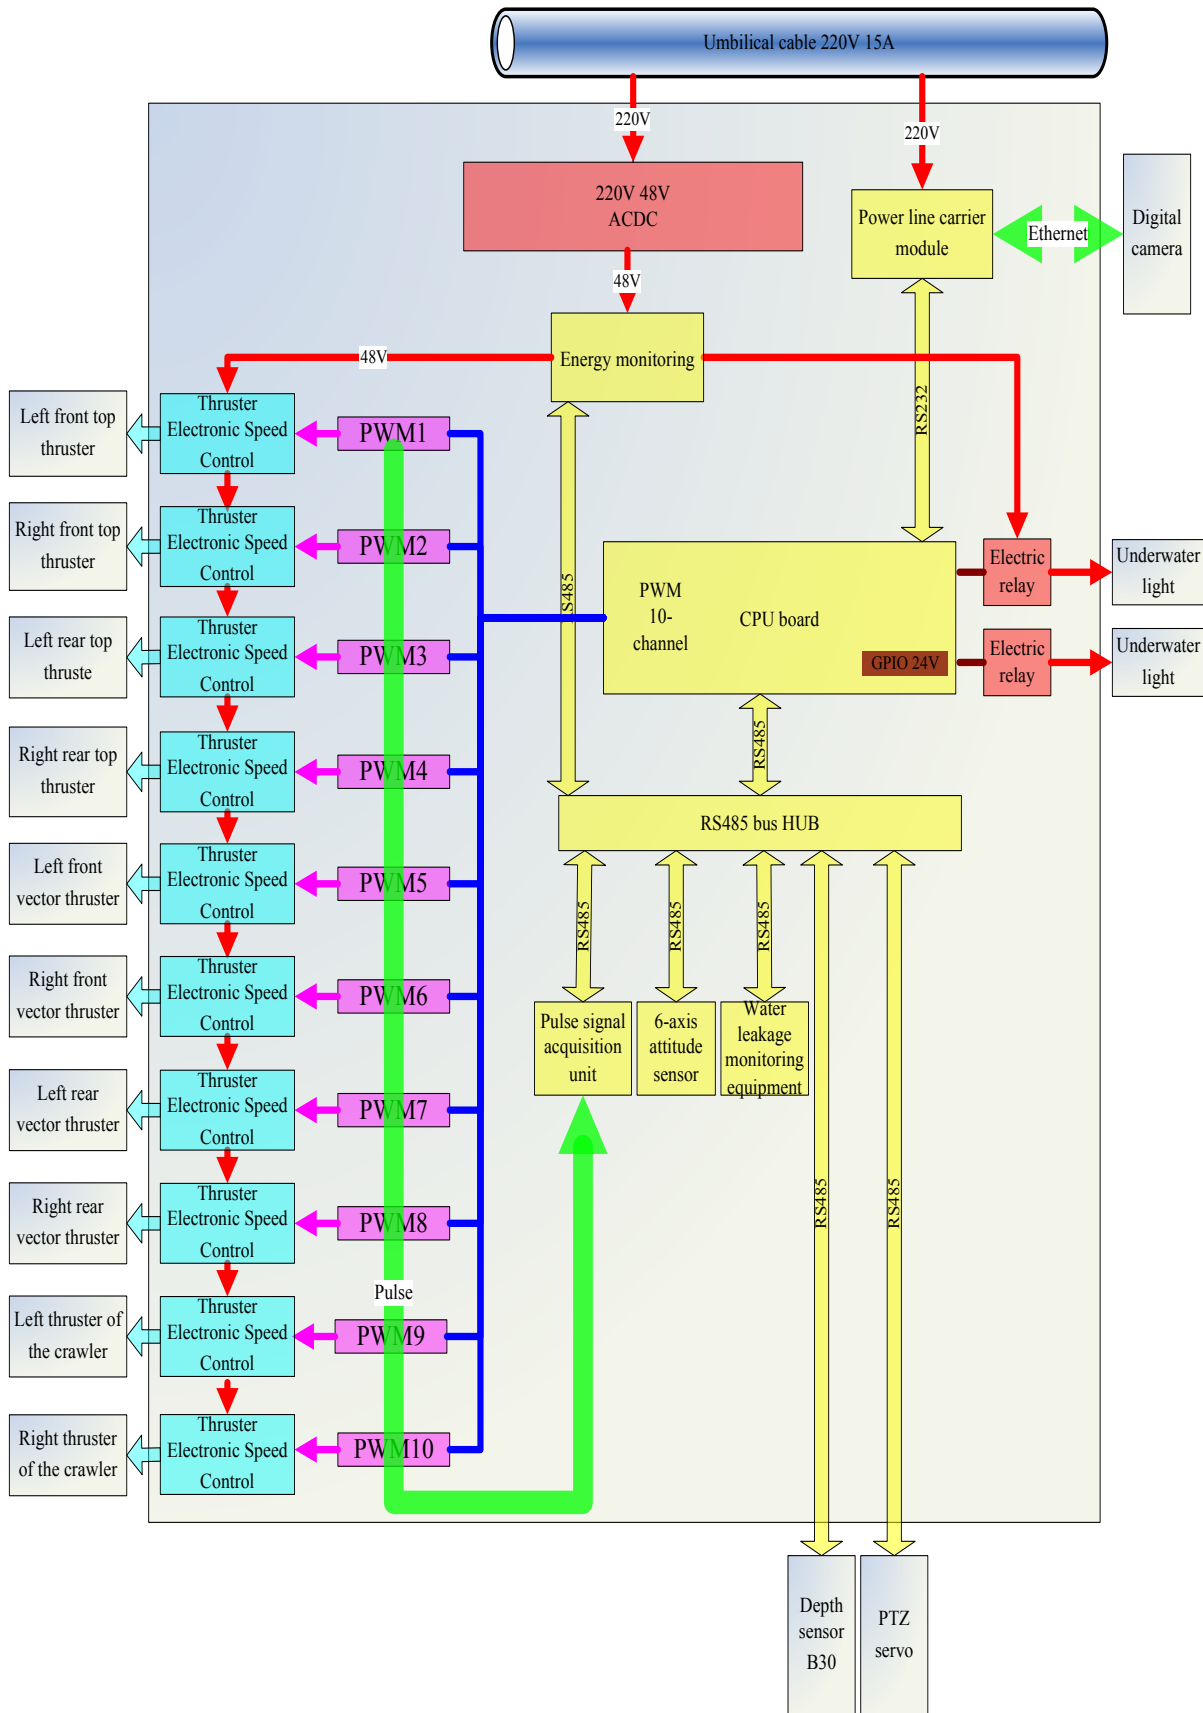 Umbilical cable 220V 15A
220V
220V
220V 48V
ACDC
Power line carrier
module
Ethernet
Digital
camera
48V
Energy monitoring
48V
RS232
Left front top
thruster
Thruster
Electronic Speed
Control
PWM1
Right front top
thruster
Thruster
Electronic Speed
Control
PWM2
PWM
10-
channel
CPU board
GPIO 24V
Electric
relay
Underwater
light
Electric
relay
Underwater
light
RS485
Left rear top
thruste
Thruster
Electronic Speed
Control
PWM3
Right rear top
thruster
Thruster
Electronic Speed
Control
PWM4
RS485
RS485 bus HUB
Left front
vector thruster
Thruster
Electronic Speed
Control
PWM5
RS485
RS485
RS485
Right front
vector thruster
Thruster
Electronic Speed
Control
PWM6
Pulse signal
acquisition
unit
6-axis
attitude
sensor
Water
leakage
monitoring
equipment
Left rear
vector thruster
Thruster
Electronic Speed
Control
PWM7
Right rear
vector thruster
Thruster
Electronic Speed
Control
PWM8
RS485
RS485
Pulse
Left thruster of
the crawler
Thruster
Electronic Speed
Control
PWM9
Right thruster
of the crawler
Thruster
Electronic Speed
Control
PWM10
Depth
sensor
B30
PTZ
servo